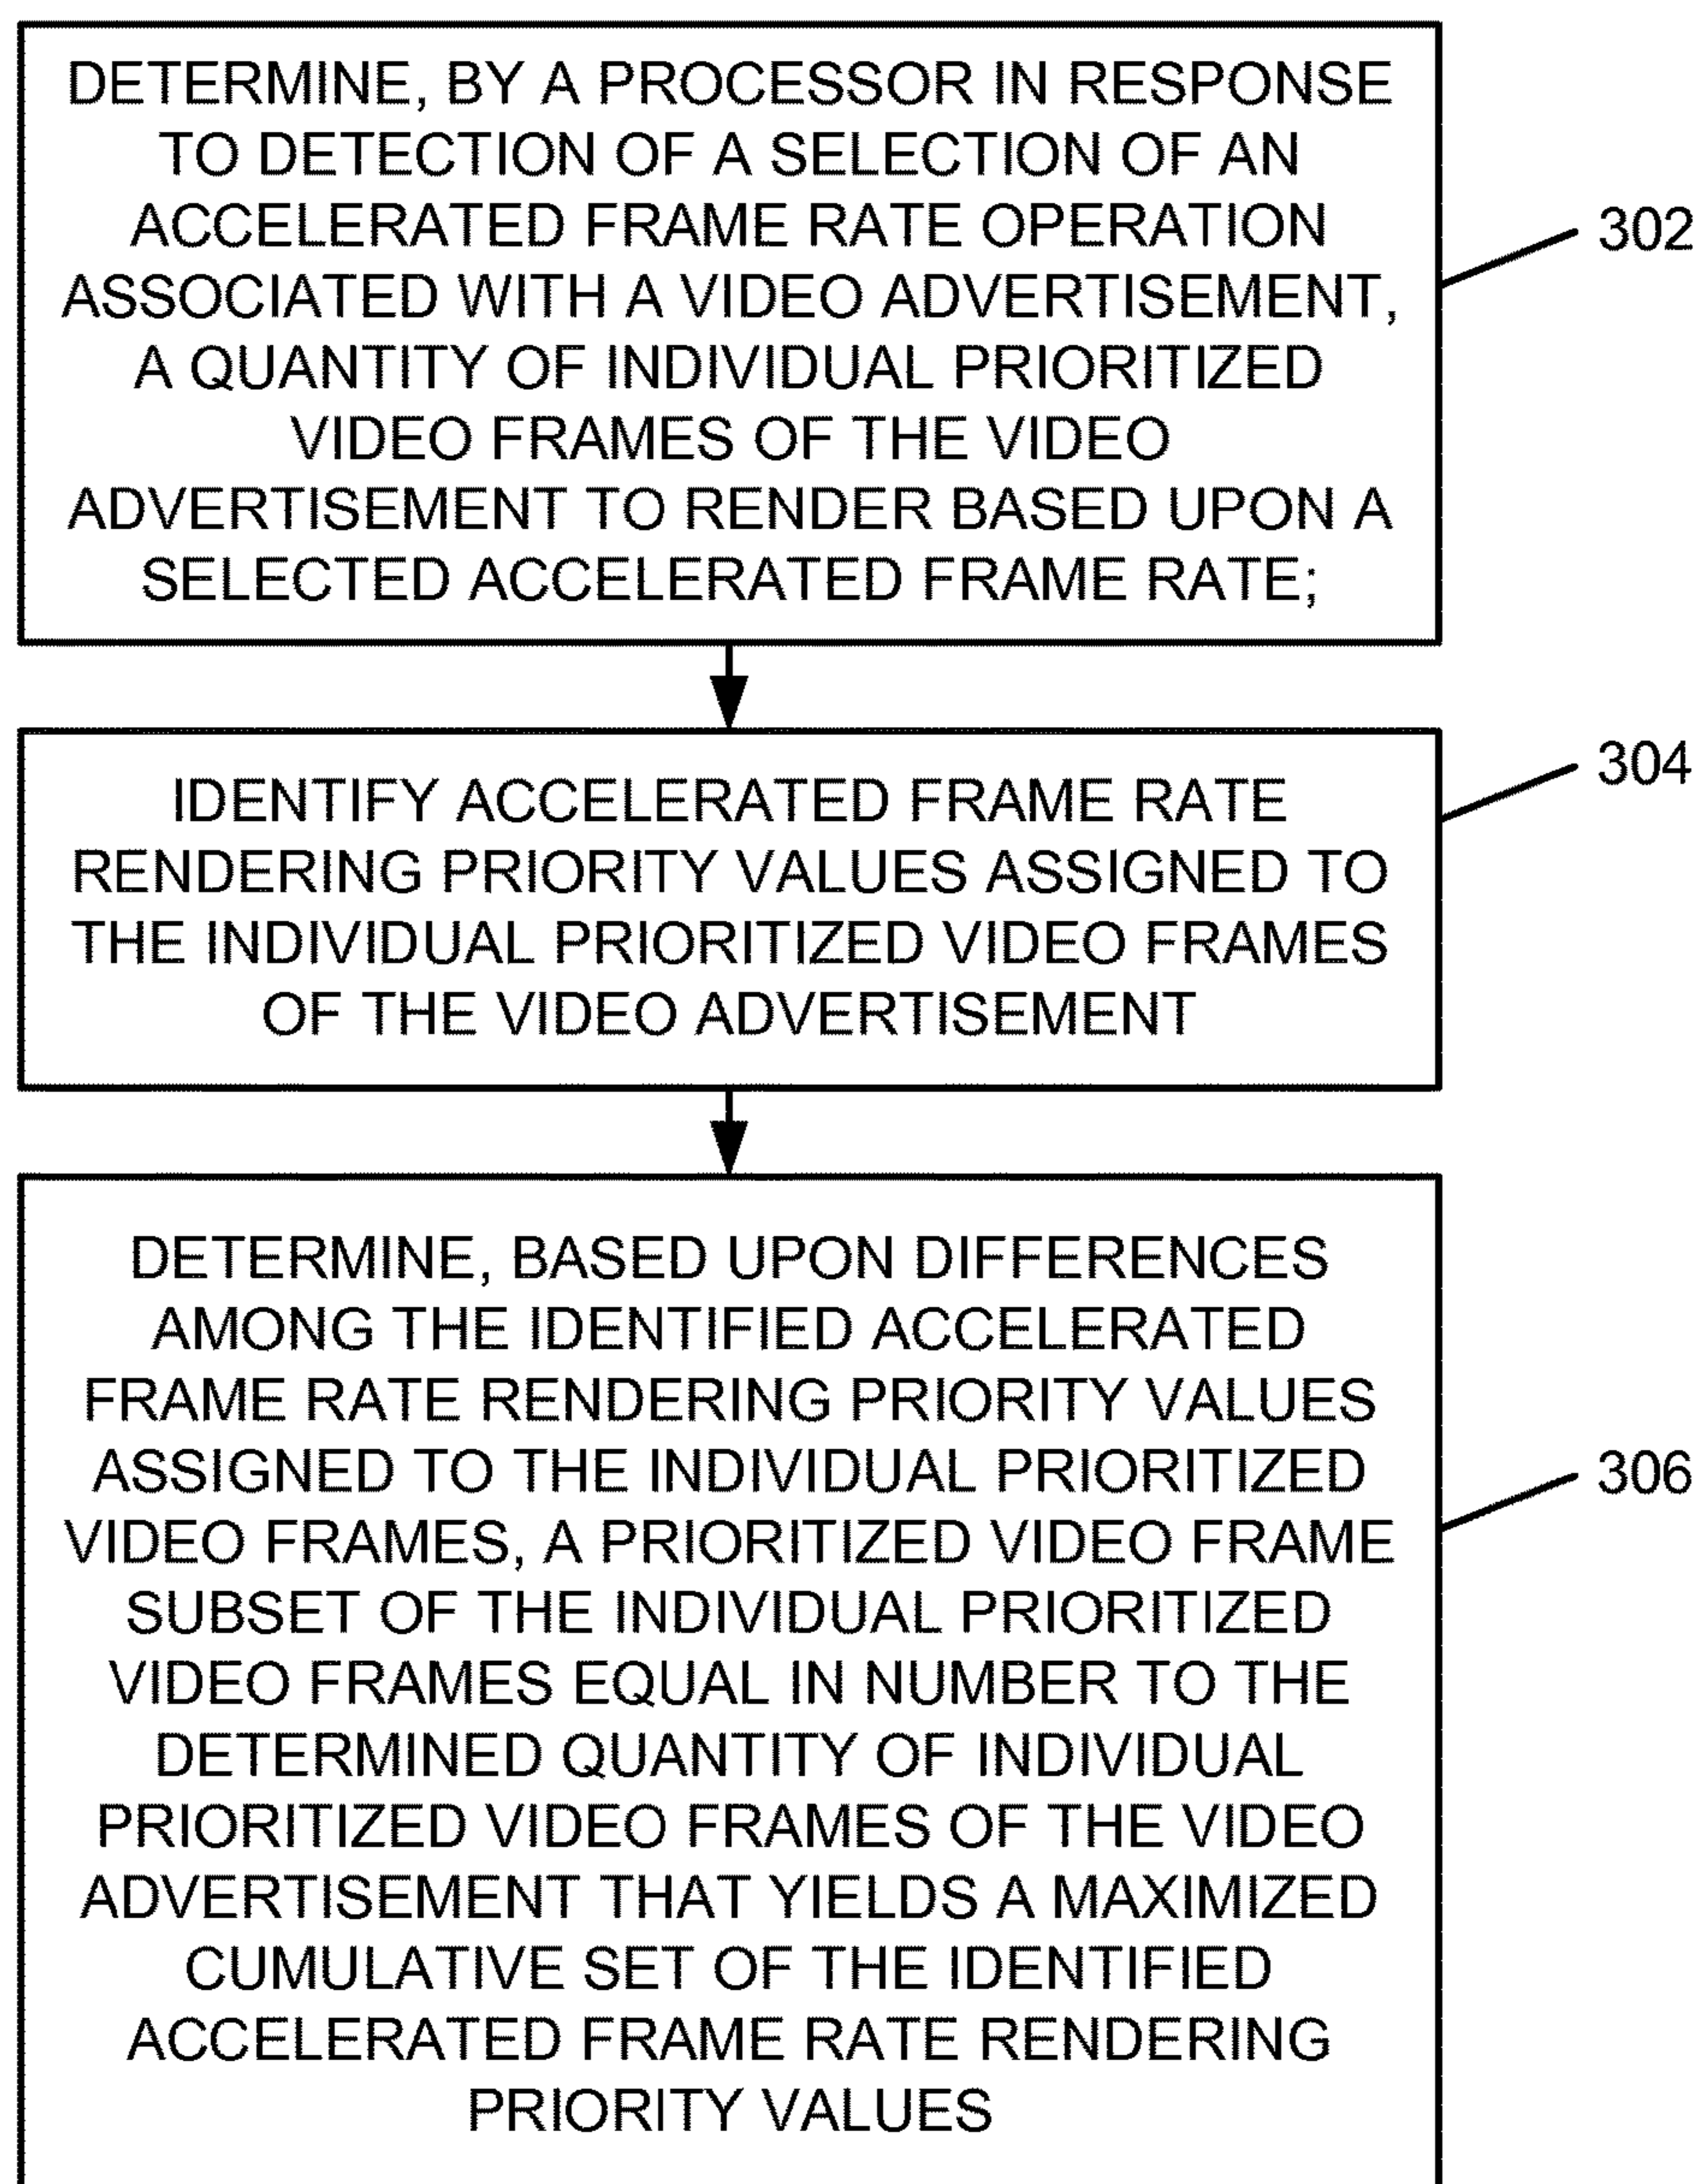 DETERMINE, BY A PROCESSOR IN RESPONSE
TO DETECTION OF A SELECTION OF AN
ACCELERATED FRAME RATE OPERATION
ASSOCIATED WITH A VIDEO ADVERTISEMENT,
A QUANTITY OF INDIVIDUAL PRIORITIZED
VIDEO FRAMES OF THE VIDEO
ADVERTISEMENT TO RENDER BASED UPON A
SELECTED ACCELERATED FRAME RATE;
302
IDENTIFY ACCELERATED FRAME RATE
RENDERING PRIORITY VALUES ASSIGNED TO
THE INDIVIDUAL PRIORITIZED VIDEO FRAMES
OF THE VIDEO ADVERTISEMENT
304
DETERMINE, BASED UPON DIFFERENCES
AMONG THE IDENTIFIED ACCELERATED
FRAME RATE RENDERING PRIORITY VALUES
ASSIGNED TO THE INDIVIDUAL PRIORITIZED
VIDEO FRAMES, A PRIORITIZED VIDEO FRAME
SUBSET OF THE INDIVIDUAL PRIORITIZED
VIDEO FRAMES EQUAL IN NUMBER TO THE
DETERMINED QUANTITY OF INDIVIDUAL
PRIORITIZED VIDEO FRAMES OF THE VIDEO
ADVERTISEMENT THAT YIELDS A MAXIMIZED
CUMULATIVE SET OF THE IDENTIFIED
ACCELERATED FRAME RATE RENDERING
PRIORITY VALUES
306